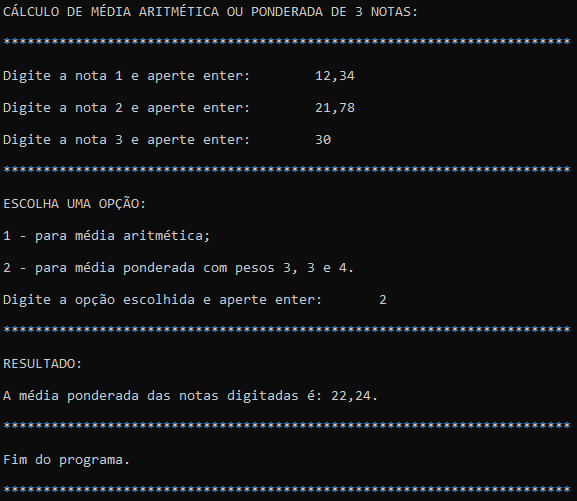 CÁLCULO DE MÉDIA ARITMÉTICA OU PONDERADA DE 3 NOTAS:
***********************************************************************
Digite a nota 1 e aperte enter:        12,34
Digite a nota 2 e aperte enter:        21,78
Digite a nota 3 e aperte enter:        30
***********************************************************************
ESCOLHA UMA OPÇÃO:
1 - para média aritmética;
2 - para média ponderada com pesos 3, 3 e 4.
Digite a opção escolhida e aperte enter:       2
***********************************************************************
RESULTADO:
A média ponderada das notas digitadas é: 22,24.
***********************************************************************
Fim do programa.
***********************************************************************